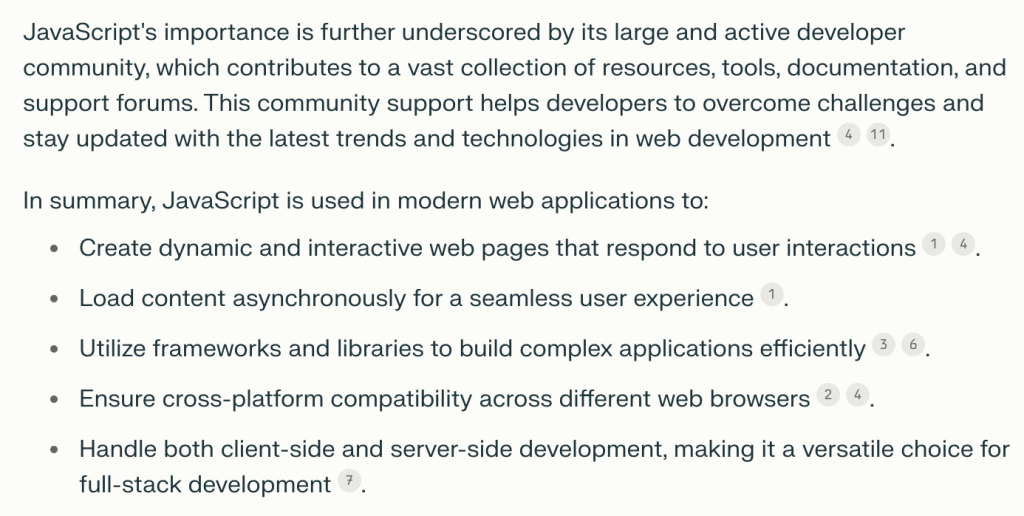 JavaScript's importance is further underscored by its large and active developer
community, which contributes to a vast collection of resources, tools, documentation, and
support forums. This community support helps developers to overcome challenges and
stay updated with the latest trends and technologies in web development 4 11.
In summary, JavaScript is used in modern web applications to:
• Create dynamic and interactive web pages that respond to user interactions 1 4.
• Load content asynchronously for a seamless user experience 1.
• Utilize frameworks and libraries to build complex applications efficiently 3 6.
• Ensure cross-platform compatibility across different web browsers 2 4.
• Handle both client-side and server-side development, making it a versatile choice for
full-stack development 7.